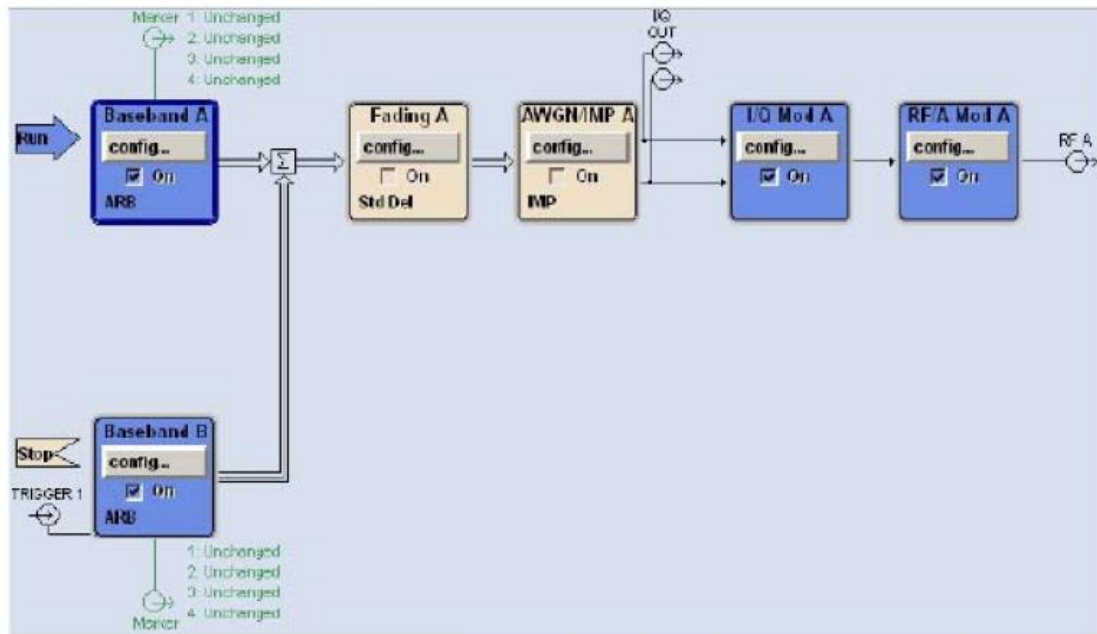 Marker 1: Unchanged
2: Unchanged
3: Unchanged
4: Unchanged
I/Q
OUT
Run
Baseband A
config...
On
ARB
Σ
Fading A
config...
On
Std Del
AWGN/IMP A
config...
On
IMP
I/Q Mod A
config...
On
RF/A Mod A
config...
On
RF A
Stop
TRIGGER 1
Baseband B
config...
On
ARB
1: Unchanged
2: Unchanged
3: Unchanged
4: Unchanged
Marker